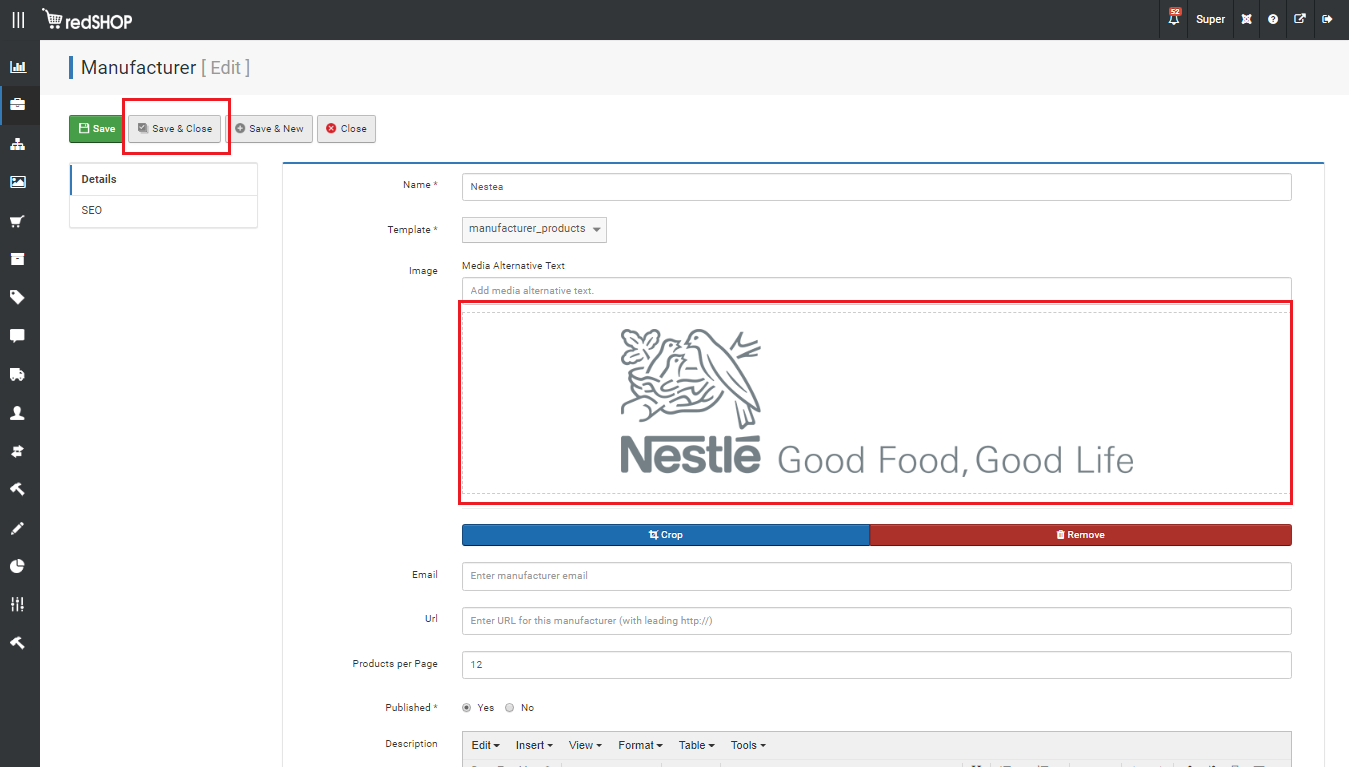 redSHOP
52
Super
Manufacturer [ Edit ]
Save
Save & Close
Save & New
Close
Details
SEO
Name *
Nestea
Template *
manufacturer_products
Image
Media Alternative Text
Add media alternative text.
Nestlé Good Food, Good Life
Crop
Remove
Email
Enter manufacturer email
Url
Enter URL for this manufacturer (with leading http://)
Products per Page
12
Published *
Yes
No
Description
Edit
Insert
View
Format
Table
Tools